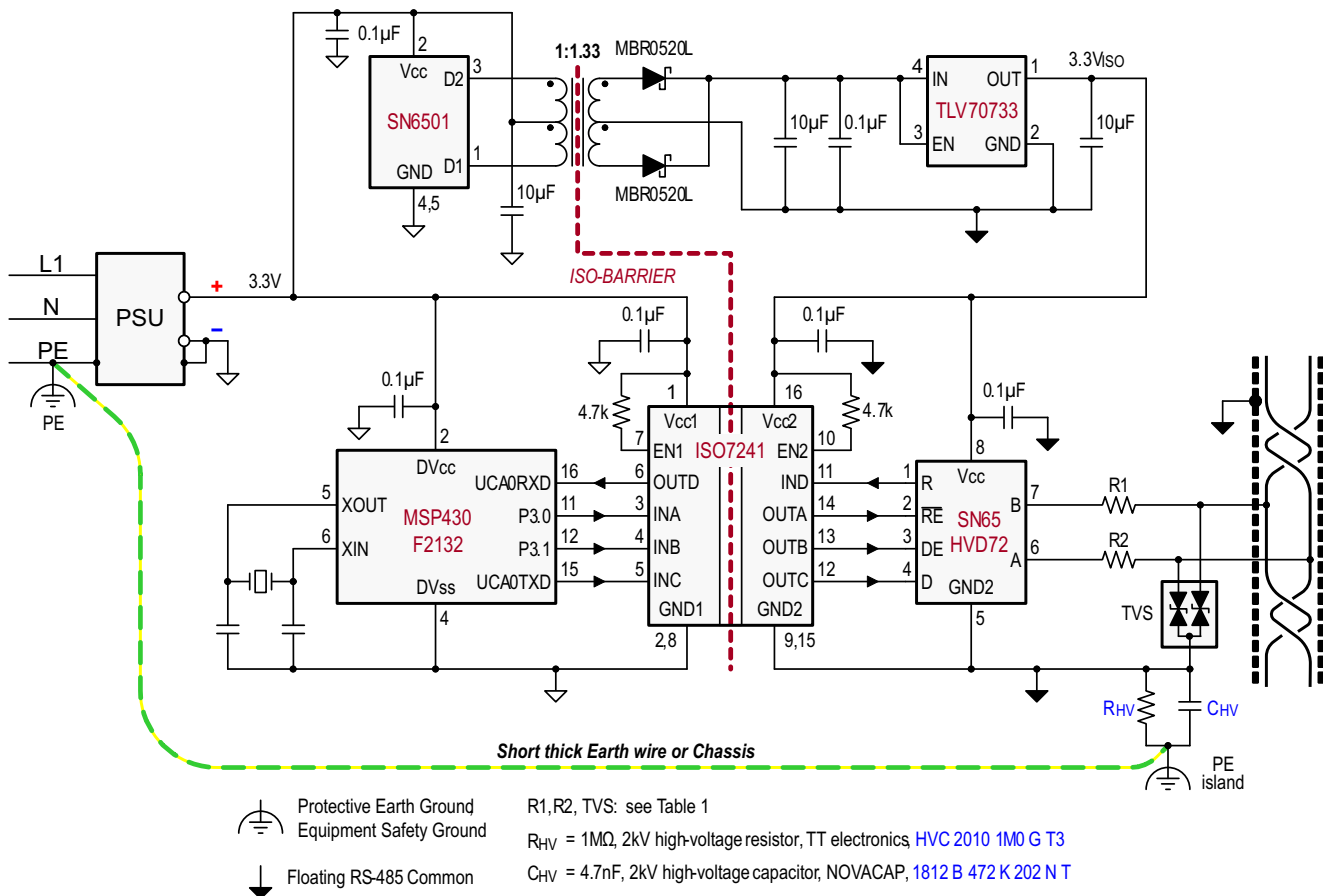 0.1µF
2
Vcc
D2
3
SN6501
D1
1
GND
4,5
10µF
1:1.33
MBR0520L
MBR0520L
10µF
0.1µF
4
IN
OUT
1
TLV70733
3
EN
GND
2
3.3VISO
10µF
L1
N
PE
PSU
+
−
3.3V
PE
ISO-BARRIER
0.1µF
0.1µF
0.1µF
0.1µF
4.7k
4.7k
1
16
Vcc1
Vcc2
ISO7241
7
EN1
EN2
10
6
OUTD
IND
11
3
INA
OUTA
14
4
INB
OUTB
13
5
INC
OUTC
12
GND1
GND2
2,8
9,15
2
DVcc
5
XOUT
UCA0RXD
16
MSP430
F2132
P3.0
11
6
XIN
P3.1
12
UCA0TXD
15
DVss
4
8
Vcc
1
R
2
RE
3
DE
4
D
SN65
HVD72
B
7
A
6
GND2
5
R1
R2
TVS
RHV
CHV
PE
island
Short thick Earth wire or Chassis
Protective Earth Ground,
Equipment Safety Ground
Floating RS-485 Common
R1,R2, TVS: see Table 1
RHV = 1MΩ, 2kV high-voltage resistor, TT electronics, HVC 2010 1M0 G T3
CHV = 4.7nF, 2kV high-voltage capacitor, NOVACAP, 1812 B 472 K 202 N T